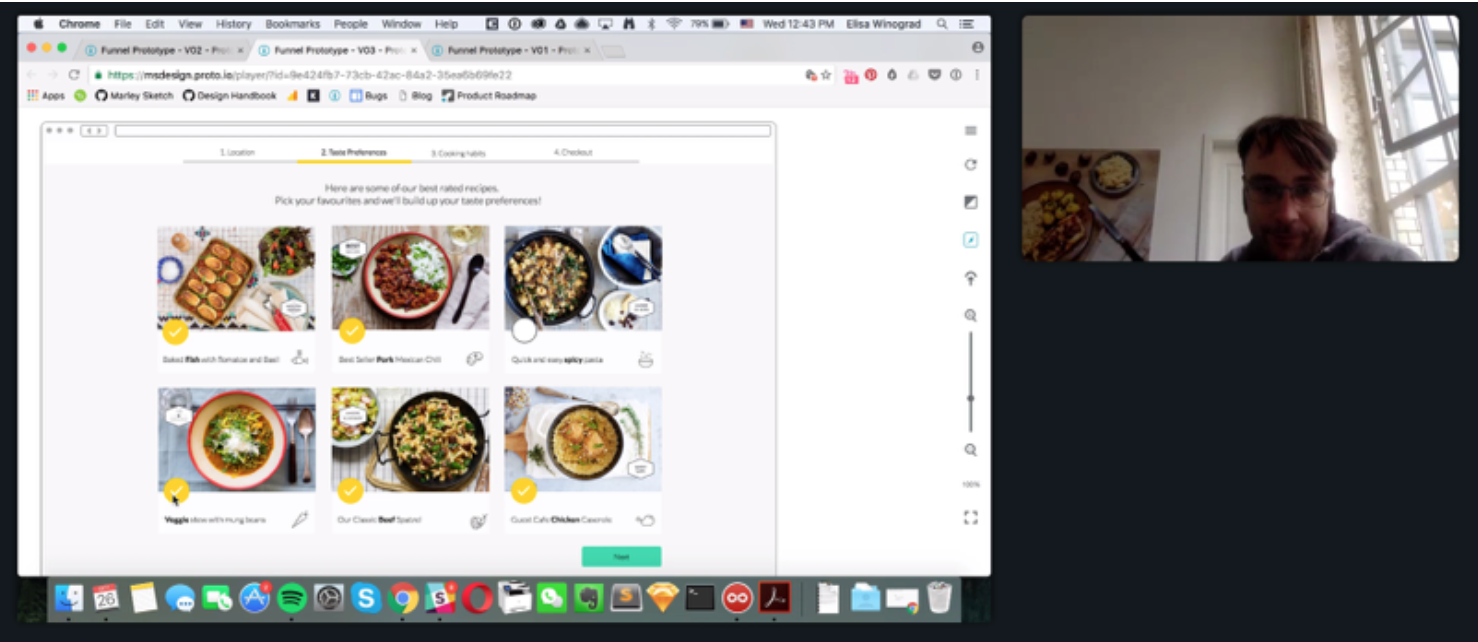 Chrome File Edit View History Bookmarks People Window Help 79% Wed 12:43 PM Elisa Winograd
Funnel Prototype - V02 - Prot Funnel Prototype - V03 - Prot Funnel Prototype - V01 - Prot
https://msdesign.proto.io/player/?id=9e424fb7-73cb-42ac-84a2-35ea6b69fe22
Apps Marley Sketch Design Handbook Bugs Blog Product Roadmap
1. Location 2. Taste Preferences 3. Cooking habits 4. Checkout
Here are some of our best rated recipes.
Pick your favourites and we'll build up your taste preferences!
Baked Fish with Tomatoe and Basil Best Seller Pork Mexican Chili Quick and easy spicy pasta
Veggie stew with mung beans Our Classic Beef Spatzel Guest Cafe Chicken Casserole
100%
Next
26